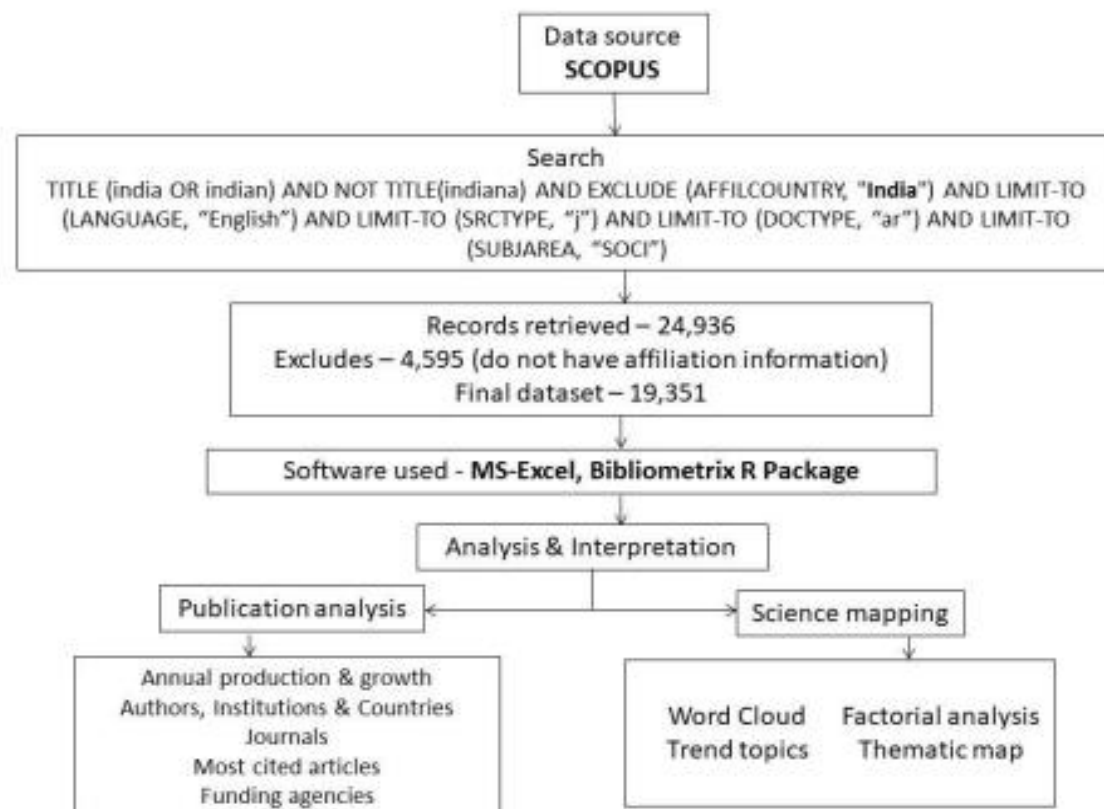 Data source
SCOPUS
Search
TITLE (india OR indian) AND NOT TITLE(indiana) AND EXCLUDE (AFFILCOUNTRY, "India") AND LIMIT-TO
(LANGUAGE, “English”) AND LIMIT-TO (SRCTYPE, “j”) AND LIMIT-TO (DOCTYPE, “ar”) AND LIMIT-TO
(SUBJAREA, “SOCI”)
Records retrieved – 24,936
Excludes – 4,595 (do not have affiliation information)
Final dataset – 19,351
Software used - MS-Excel, Bibliometrix R Package
Analysis & Interpretation
Publication analysis
Science mapping
Annual production & growth
Authors, Institutions & Countries
Journals
Most cited articles
Funding agencies
Word Cloud Factorial analysis
Trend topics Thematic map